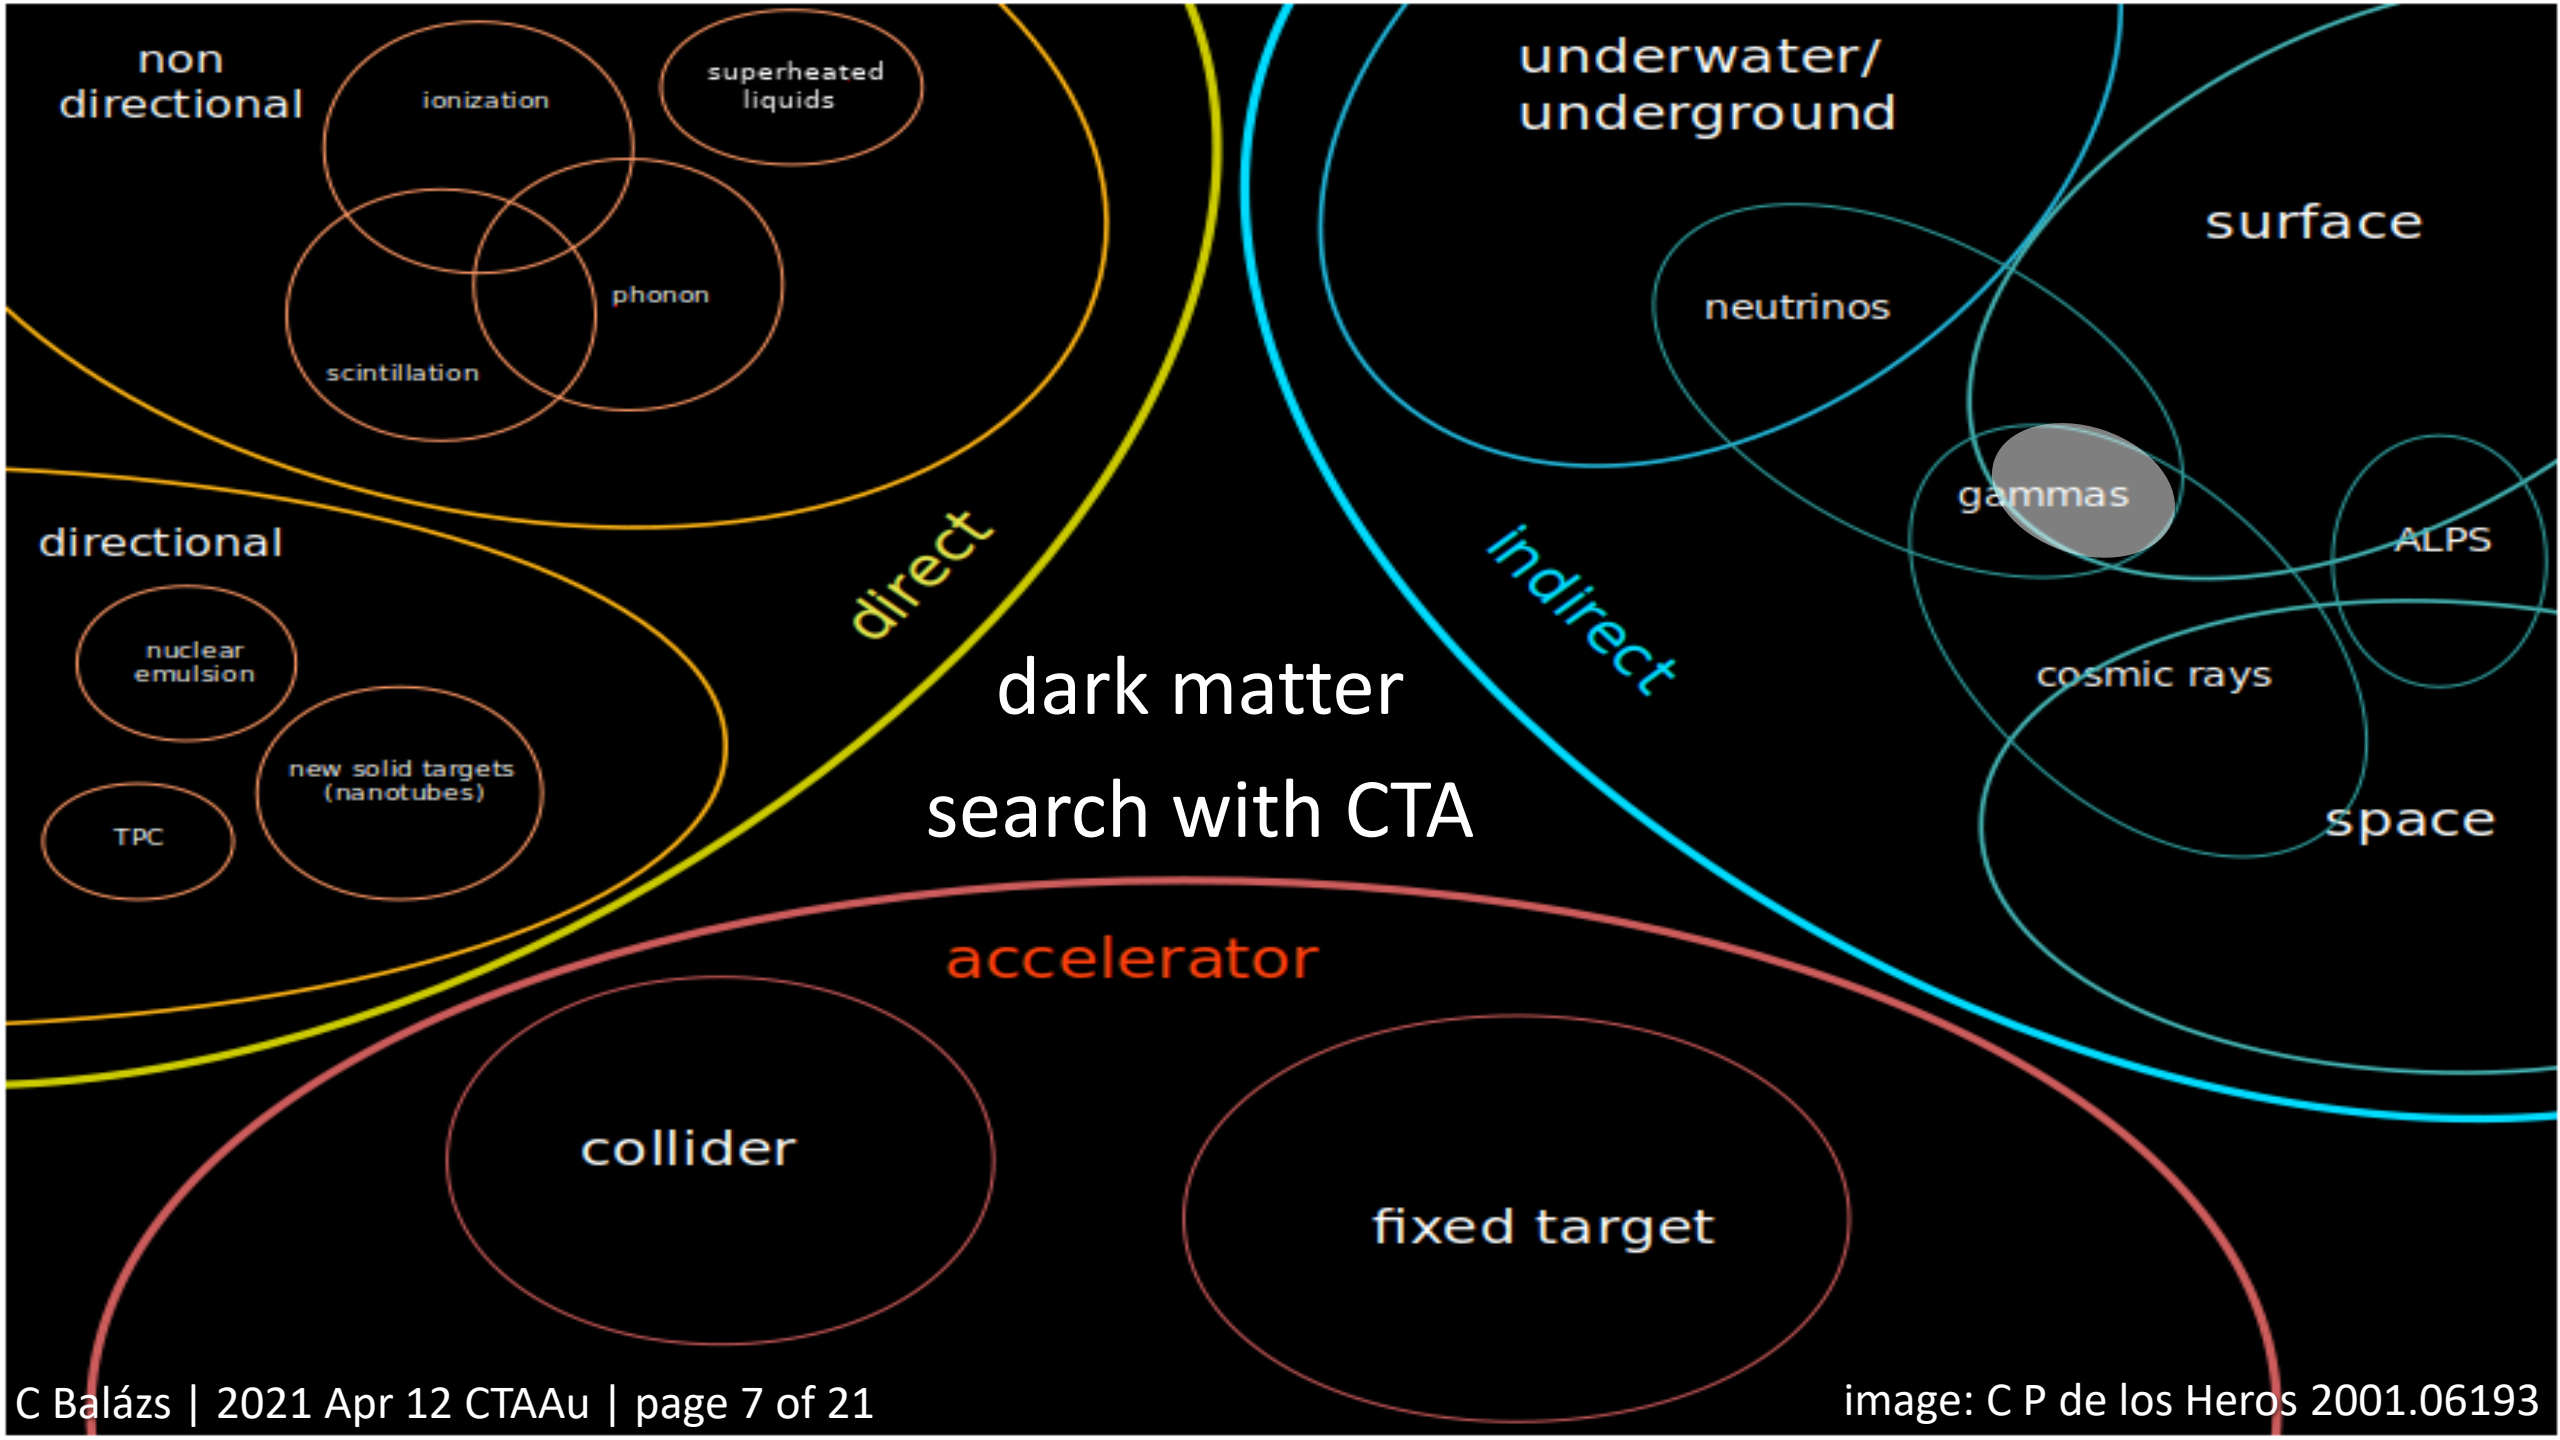 non
directional
ionization
superheated
liquids
phonon
scintillation
directional
nuclear
emulsion
new solid targets
(nanotubes)
TPC
direct
underwater/
underground
surface
neutrinos
gammas
ALPS
indirect
cosmic rays
space
dark matter
search with CTA
accelerator
collider
fixed target
C Balázs | 2021 Apr 12 CTAAu | page 7 of 21
image: C P de los Heros 2001.06193